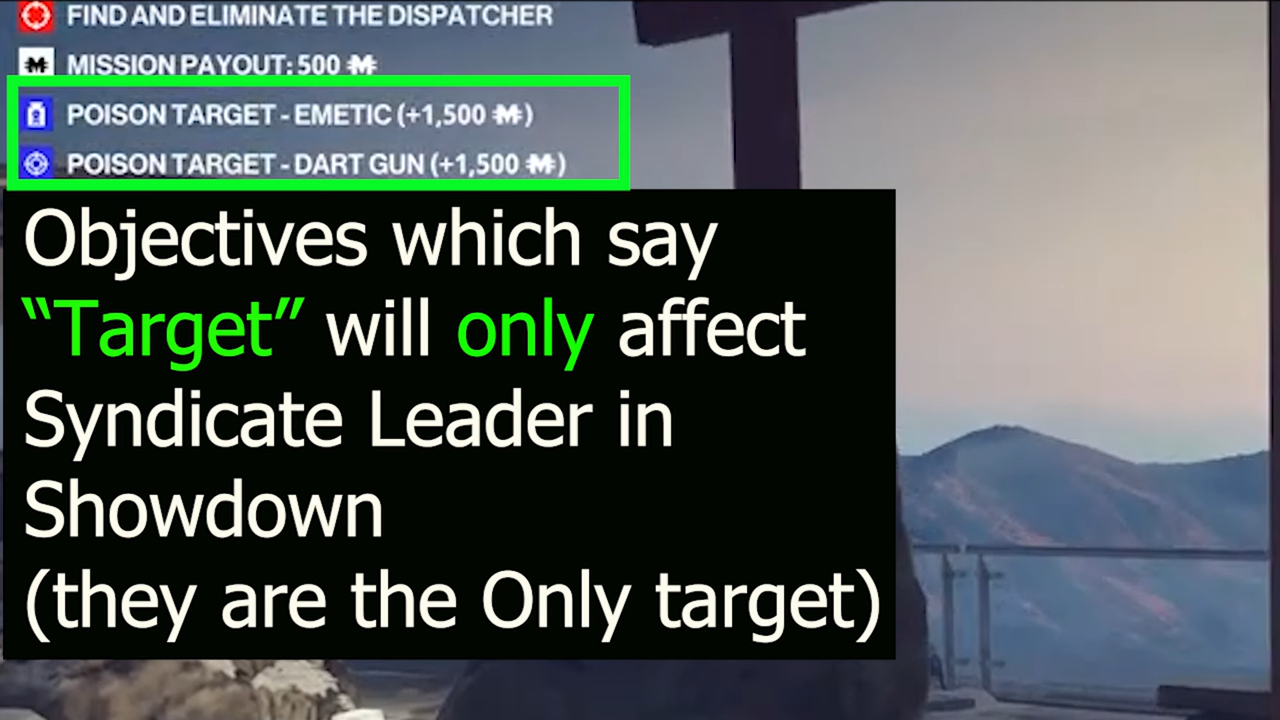 FIND AND ELIMINATE THE DISPATCHER
MISSION PAYOUT: 500
POISON TARGET - EMETIC (+1,500 )
POISON TARGET - DART GUN (+1,500 )
Objectives which say
“Target” will only affect
Syndicate Leader in
Showdown
(they are the Only target)